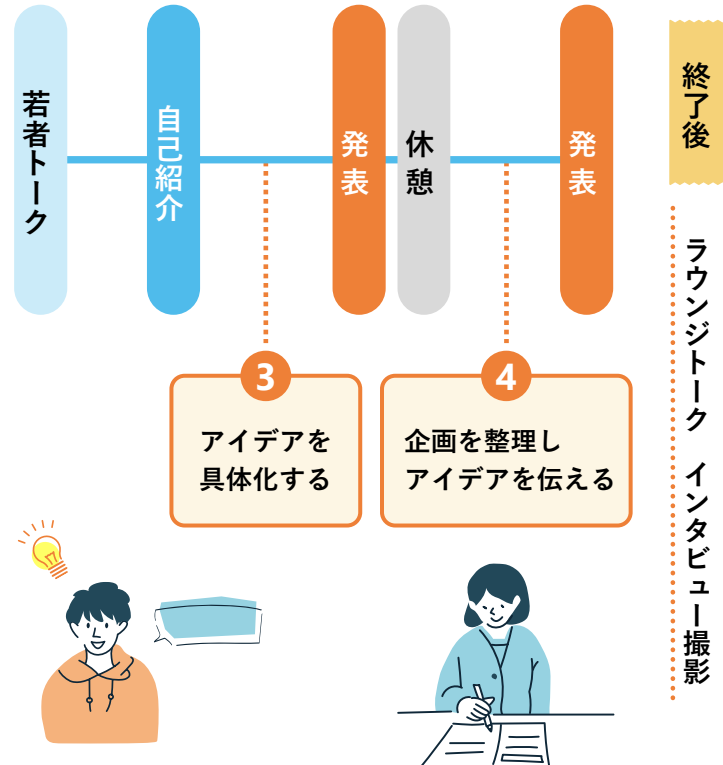 若者トーク
自己紹介
発表
休憩
発表
3
アイデアを
具体化する
4
企画を整理し
アイデアを伝える
終了後
ラウンジトーク インタビュー撮影